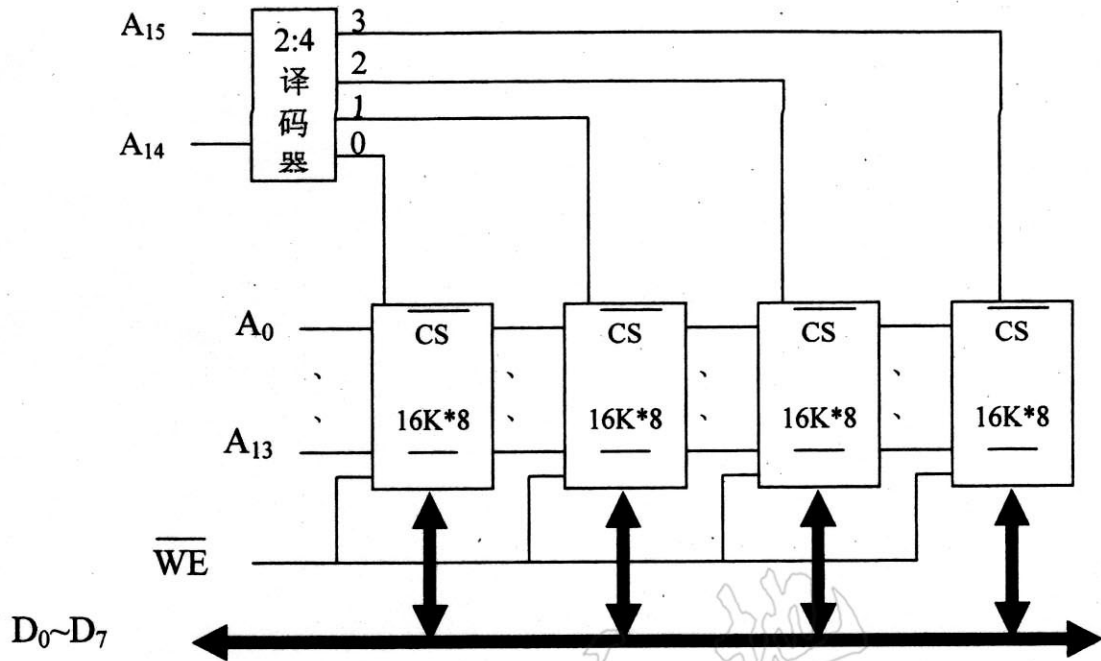 A₁₅
A₁₄
2:4
译
码
器
3
2
1
0
A₀
、
、
A₁₃
CS
16K*8
、
、
CS
16K*8
、
、
CS
16K*8
、
、
CS
16K*8
W̅E̅
D₀~D₇